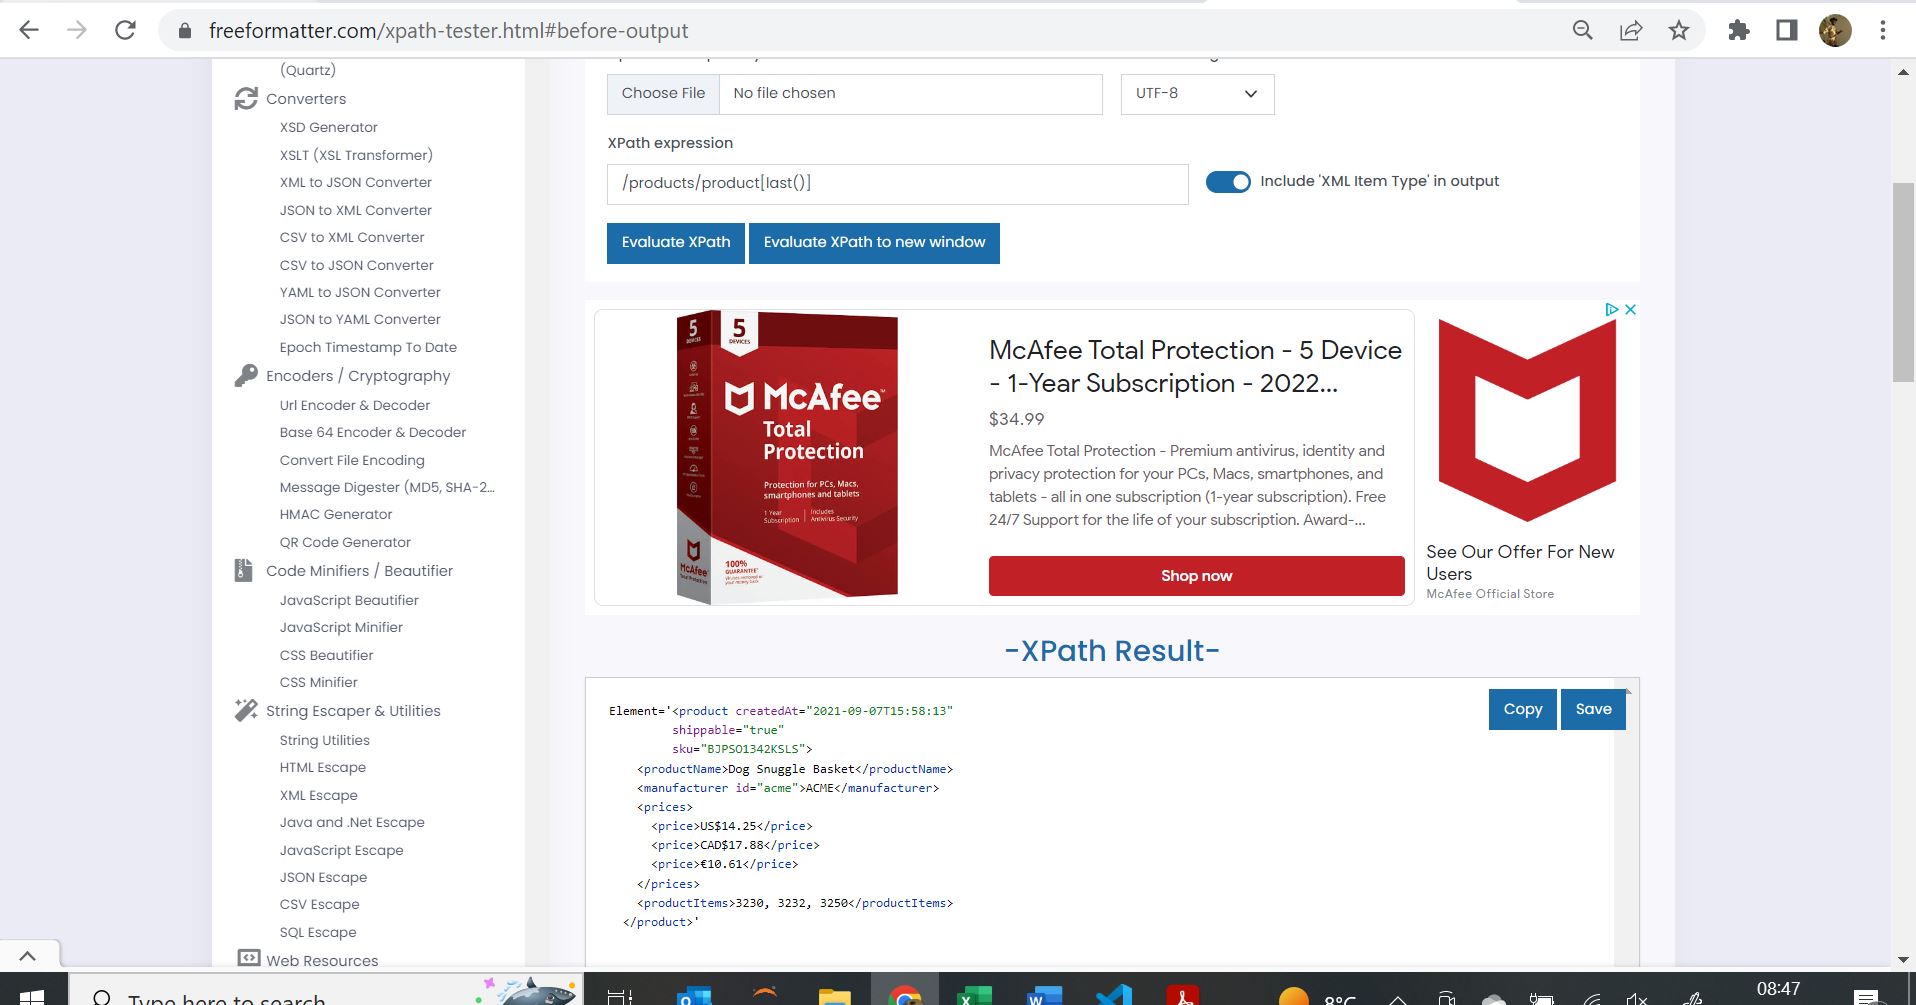 freeformatter.com/xpath-tester.html#before-output
(Quartz)
Converters
XSD Generator
XSLT (XSL Transformer)
XML to JSON Converter
JSON to XML Converter
CSV to XML Converter
CSV to JSON Converter
YAML to JSON Converter
JSON to YAML Converter
Epoch Timestamp To Date
Encoders / Cryptography
Url Encoder & Decoder
Base 64 Encoder & Decoder
Convert File Encoding
Message Digester (MD5, SHA-2...
HMAC Generator
QR Code Generator
Code Minifiers / Beautifier
JavaScript Beautifier
JavaScript Minifier
CSS Beautifier
CSS Minifier
String Escaper & Utilities
String Utilities
HTML Escape
XML Escape
Java and .Net Escape
JavaScript Escape
JSON Escape
CSV Escape
SQL Escape
Web Resources
Choose File No file chosen
UTF-8
XPath expression
/products/product[last()]
Include 'XML Item Type' in output
Evaluate XPath
Evaluate XPath to new window
5
DEVICES
5
DEVICES
McAfee™
Total
Protection
Protection for PCs, Macs,
smartphones and tablets
1 Year
Subscription
Includes
Antivirus Security
McAfee
100%
GUARANTEE
McAfee Total Protection - 5 Device
- 1-Year Subscription - 2022...
$34.99
McAfee Total Protection - Premium antivirus, identity and
privacy protection for your PCs, Macs, smartphones, and
tablets - all in one subscription (1-year subscription). Free
24/7 Support for the life of your subscription. Award-...
Shop now
See Our Offer For New
Users
McAfee Official Store
-XPath Result-
Copy
Save
Element='<product createdAt="2021-09-07T15:58:13"
shippable="true"
sku="BJPSO1342KSLS">
<productName>Dog Snuggle Basket</productName>
<manufacturer id="acme">ACME</manufacturer>
<prices>
<price>US$14.25</price>
<price>CAD$17.88</price>
<price>€10.61</price>
</prices>
<productItems>3230, 3232, 3250</productItems>
</product>'
Type here to search
8°C
08:47